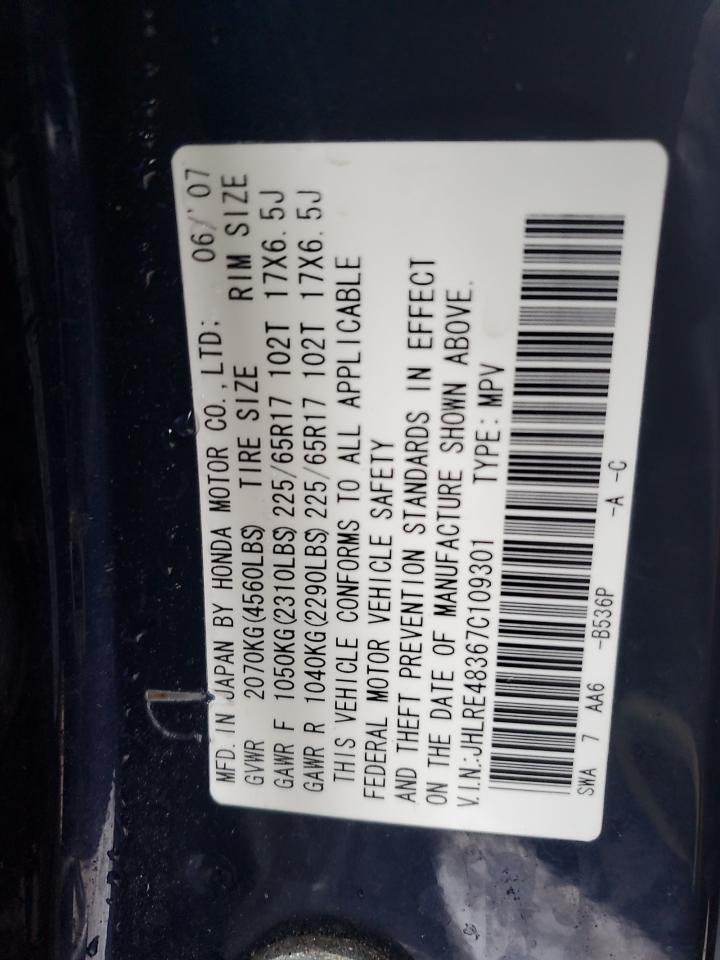 MFD. IN JAPAN BY HONDA MOTOR CO., LTD: 06/'07
GVWR 2070KG(4560LBS) TIRE SIZE RIM SIZE
GAWR F 1050KG(2310LBS) 225/65R17 102T 17X6.5J
GAWR R 1040KG(2290LBS) 225/65R17 102T 17X6.5J
THIS VEHICLE CONFORMS TO ALL APPLICABLE
FEDERAL MOTOR VEHICLE SAFETY
AND THEFT PREVENTION STANDARDS IN EFFECT
ON THE DATE OF MANUFACTURE SHOWN ABOVE.
V.I.N.:JHLRE48367C109301 TYPE: MPV
SWA 7 AA6 -B536P -A -C